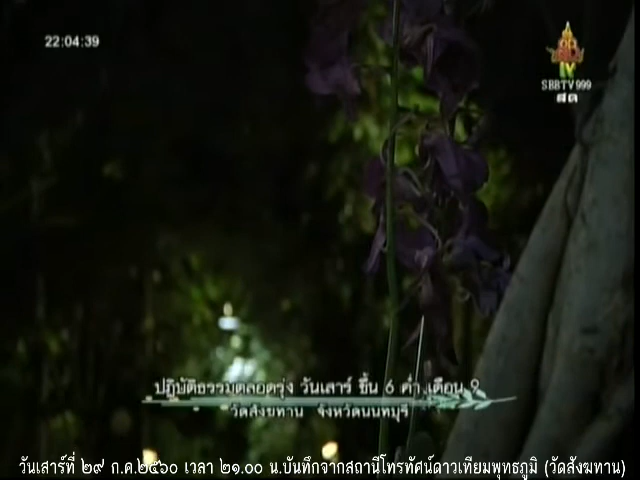 22:04:39
SBBTV999
สด
ปฏิบัติธรรมตลอดรุ่ง วันเสาร์ ขึ้น 6 ค่ำ เดือน 9
วัดสังฆทาน จังหวัดนนทบุรี
วันเสาร์ที่ ๒๙ ก.ค.๒๕๖๐ เวลา ๒๑.๐๐ น.บันทึกจากสถานีโทรทัศน์ดาวเทียมพุทธภูมิ (วัดสังฆทาน)